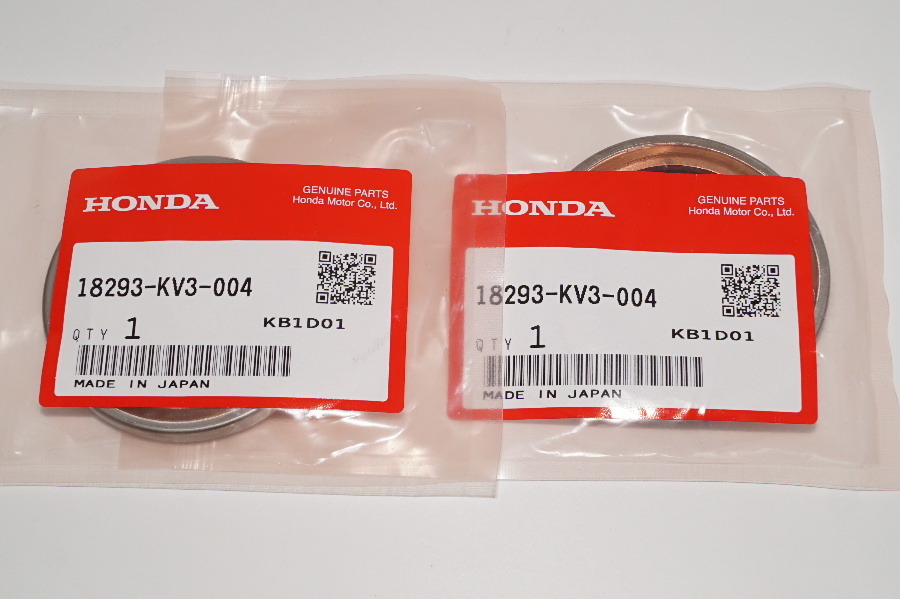 HONDA
GENUINE PARTS
Honda Motor Co., Ltd.
18293-KV3-004
QTY 1
KB1D01
MADE IN JAPAN
HONDA
GENUINE PARTS
Honda Motor Co., Ltd.
18293-KV3-004
QTY 1
KB1D01
MADE IN JAPAN